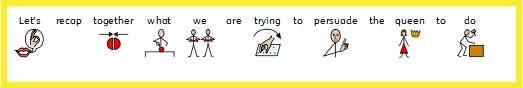 Let's recap together what we are trying to persuade the queen to do